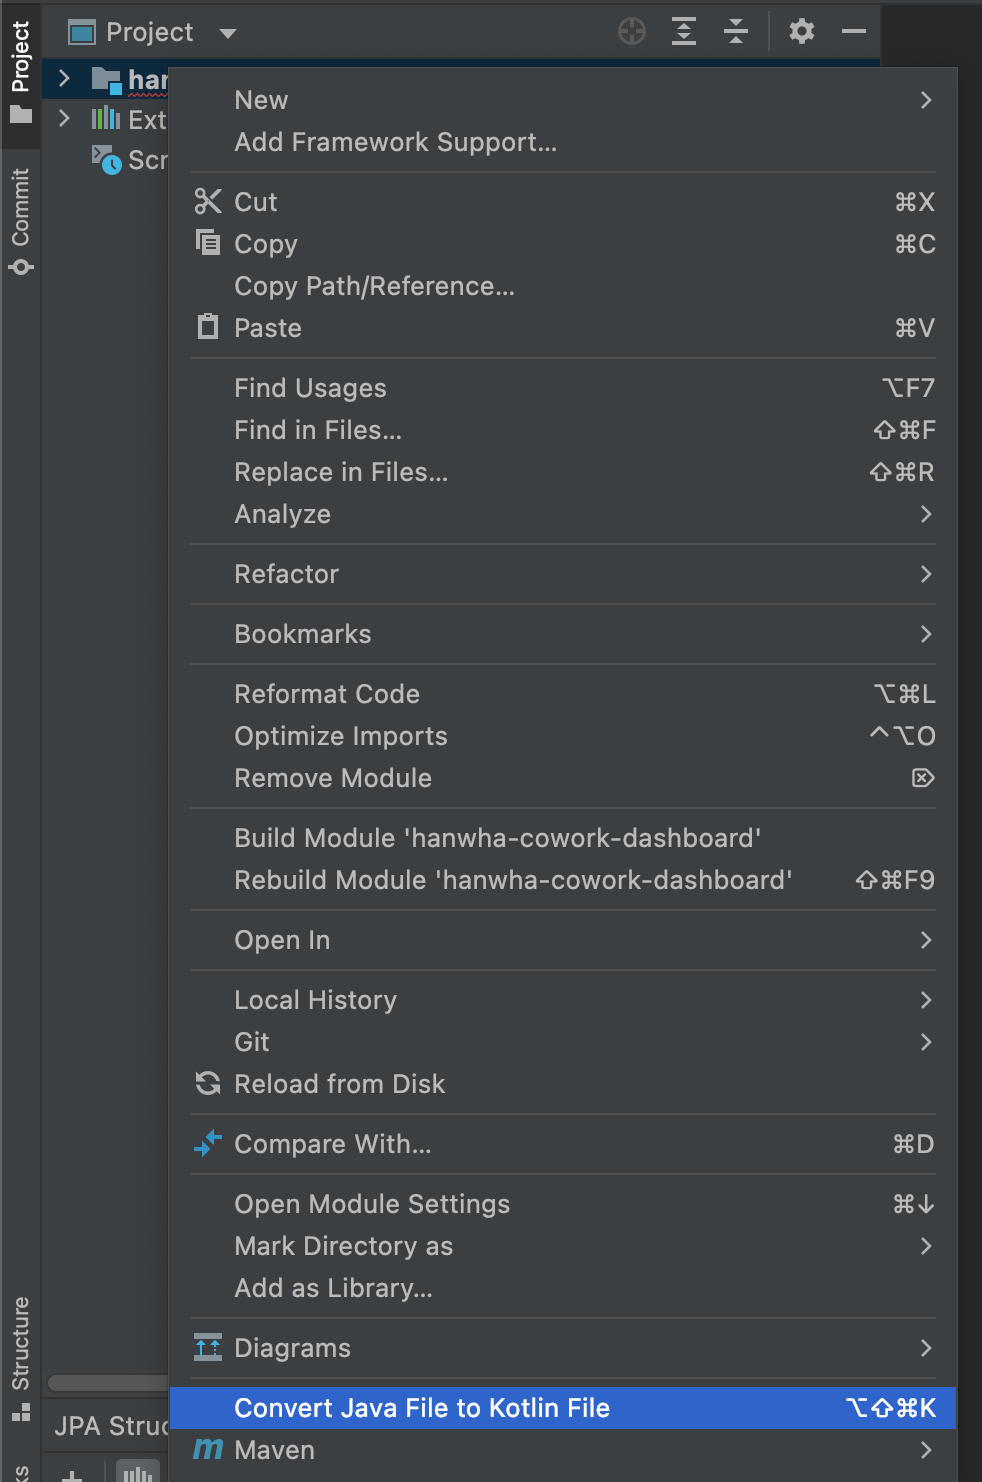 Project
Project
har
Ext
Scr
Commit
New
Add Framework Support...
Cut ⌘X
Copy ⌘C
Copy Path/Reference...
Paste ⌘V
Find Usages ⌥F7
Find in Files... ⇧⌘F
Replace in Files... ⇧⌘R
Analyze
Refactor
Bookmarks
Reformat Code ⌥⌘L
Optimize Imports ^⌥O
Remove Module ⌦
Build Module 'hanwha-cowork-dashboard'
Rebuild Module 'hanwha-cowork-dashboard' ⇧⌘F9
Open In
Local History
Git
Reload from Disk
Compare With... ⌘D
Open Module Settings ⌘↓
Mark Directory as
Add as Library...
Diagrams
Convert Java File to Kotlin File ⌥⇧⌘K
Maven
Structure
JPA Struc
ks